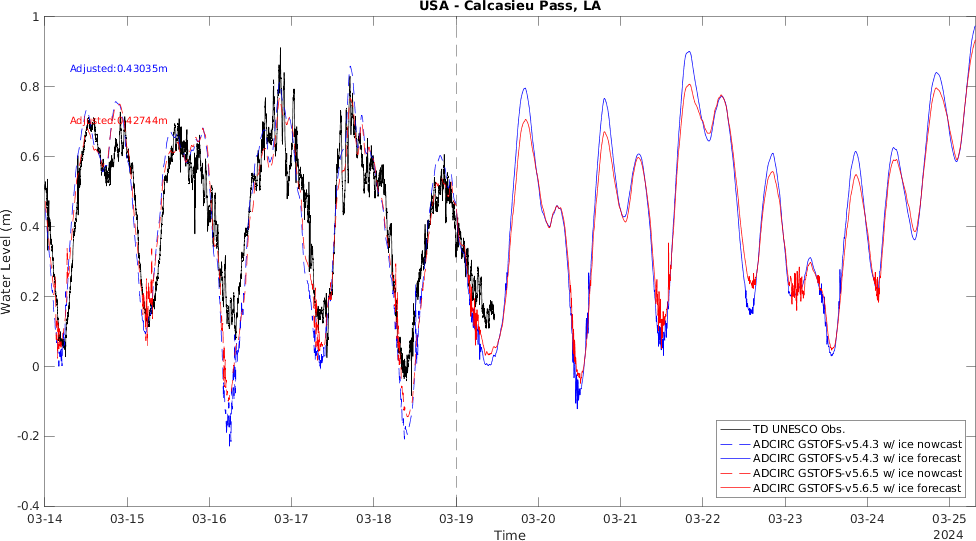 USA - Calcasieu Pass, LA
1
0.8
0.6
0.4
0.2
0
-0.2
-0.4
Water Level (m)
Adjusted:0.43035m
Adjusted:0.42744m
TD UNESCO Obs.
ADCIRC GSTOFS-v5.4.3 w/ ice nowcast
ADCIRC GSTOFS-v5.4.3 w/ ice forecast
ADCIRC GSTOFS-v5.6.5 w/ ice nowcast
ADCIRC GSTOFS-v5.6.5 w/ ice forecast
03-14 03-15 03-16 03-17 03-18 03-19 03-20 03-21 03-22 03-23 03-24 03-25
Time 2024